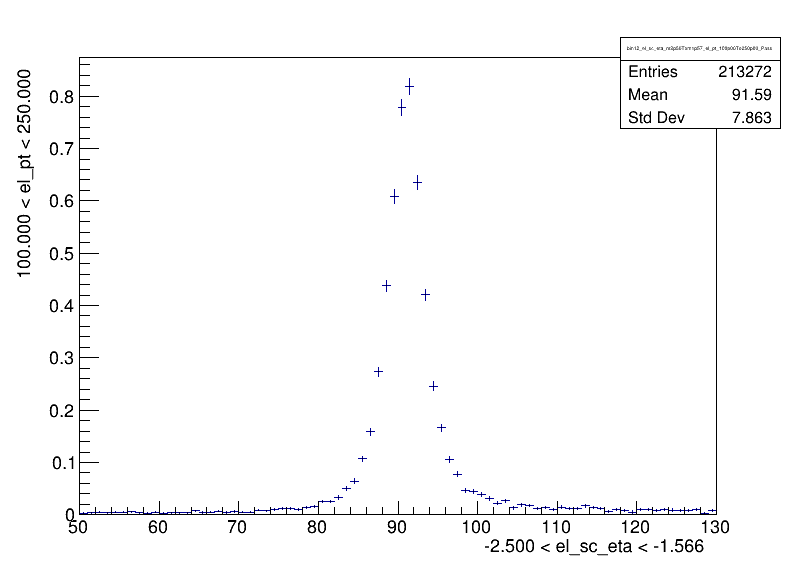 Entries 213272
Mean 91.59
Std Dev 7.863
100.000 < el_pt < 250.000
0.8
0.7
0.6
0.5
0.4
0.3
0.2
0.1
0
50 60 70 80 90 100 110 120 130
-2.500 < el_sc_eta < -1.566